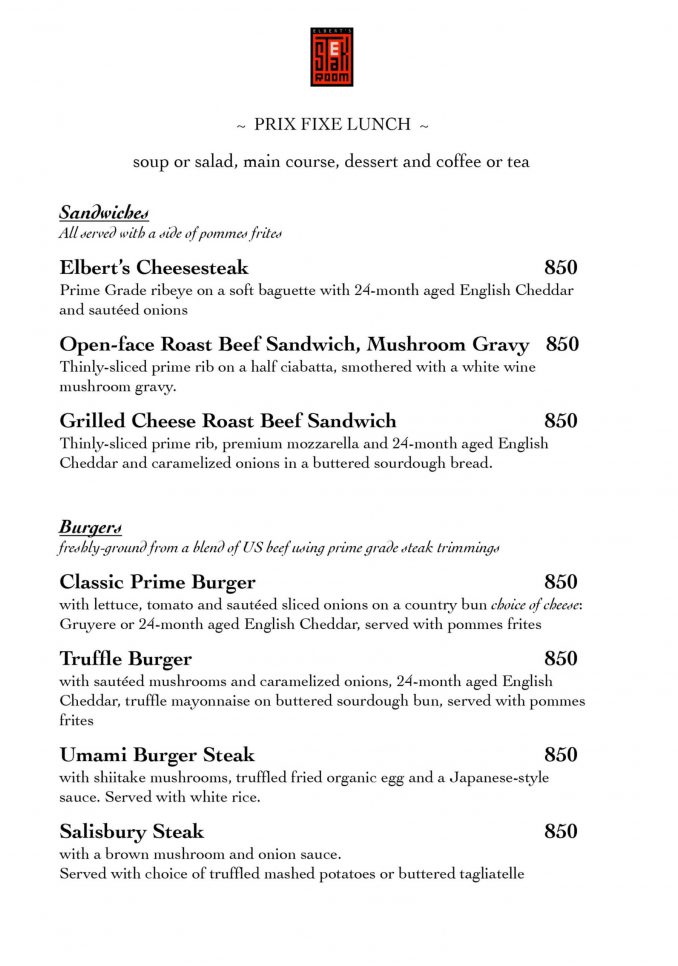 ELBERT'S
STEAK
ROOM
~ PRIX FIXE LUNCH ~
soup or salad, main course, dessert and coffee or tea
Sandwiches
All served with a side of pommes frites
Elbert's Cheesesteak 850
Prime Grade ribeye on a soft baguette with 24-month aged English Cheddar
and sautéed onions
Open-face Roast Beef Sandwich, Mushroom Gravy 850
Thinly-sliced prime rib on a half ciabatta, smothered with a white wine
mushroom gravy.
Grilled Cheese Roast Beef Sandwich 850
Thinly-sliced prime rib, premium mozzarella and 24-month aged English
Cheddar and caramelized onions in a buttered sourdough bread.
Burgers
freshly-ground from a blend of US beef using prime grade steak trimmings
Classic Prime Burger 850
with lettuce, tomato and sautéed sliced onions on a country bun choice of cheese:
Gruyere or 24-month aged English Cheddar, served with pommes frites
Truffle Burger 850
with sautéed mushrooms and caramelized onions, 24-month aged English
Cheddar, truffle mayonnaise on buttered sourdough bun, served with pommes
frites
Umami Burger Steak 850
with shiitake mushrooms, truffled fried organic egg and a Japanese-style
sauce. Served with white rice.
Salisbury Steak 850
with a brown mushroom and onion sauce.
Served with choice of truffled mashed potatoes or buttered tagliatelle